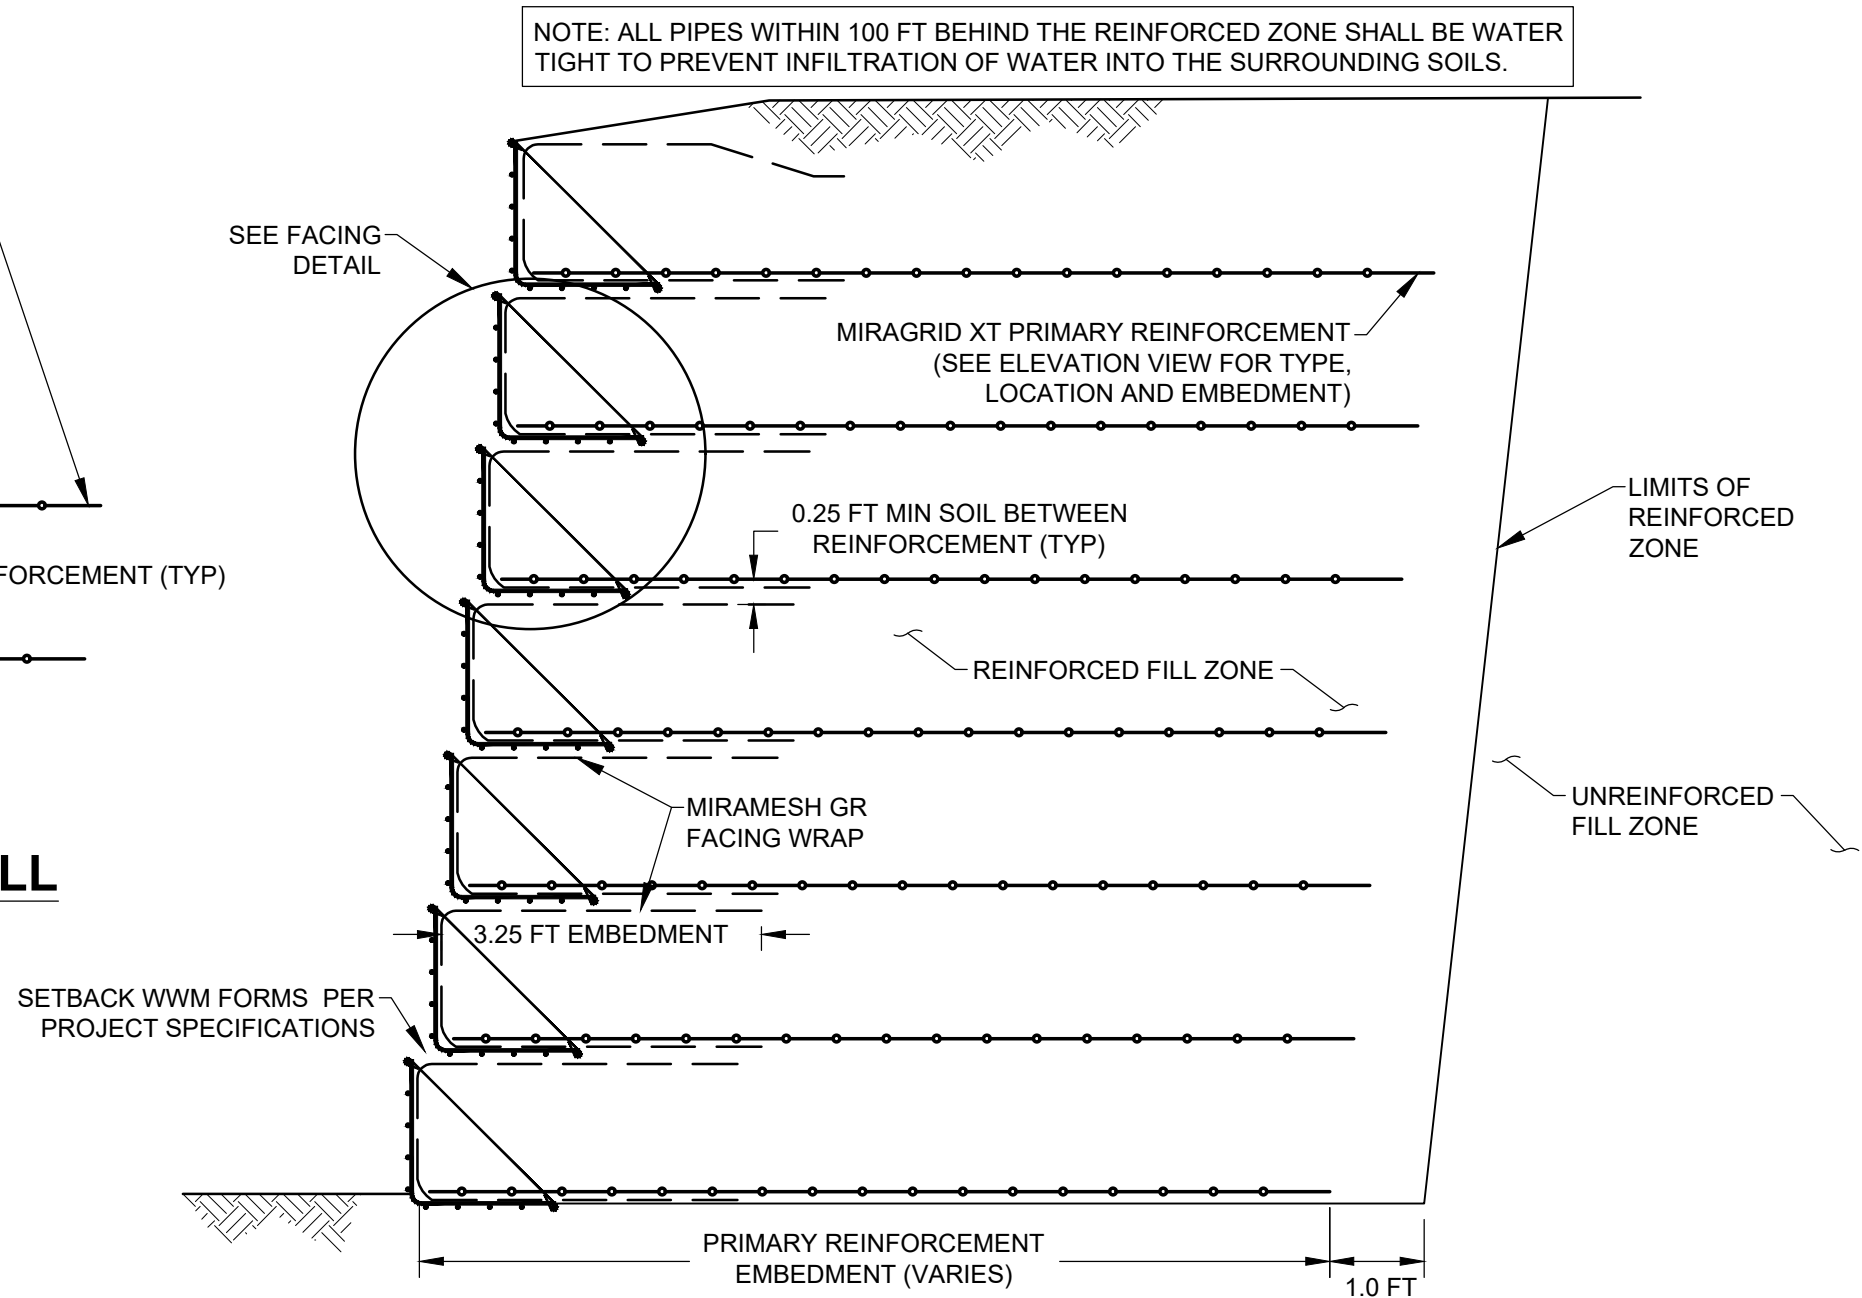 NOTE: ALL PIPES WITHIN 100 FT BEHIND THE REINFORCED ZONE SHALL BE WATER
TIGHT TO PREVENT INFILTRATION OF WATER INTO THE SURROUNDING SOILS.
SEE FACING
DETAIL
MIRAGRID XT PRIMARY REINFORCEMENT
(SEE ELEVATION VIEW FOR TYPE,
LOCATION AND EMBEDMENT)
0.25 FT MIN SOIL BETWEEN
REINFORCEMENT (TYP)
LIMITS OF
REINFORCED
ZONE
FORCEMENT (TYP)
REINFORCED FILL ZONE
UNREINFORCED
FILL ZONE
MIRAMESH GR
FACING WRAP
LL
3.25 FT EMBEDMENT
SETBACK WWM FORMS PER
PROJECT SPECIFICATIONS
PRIMARY REINFORCEMENT
EMBEDMENT (VARIES)
1.0 FT